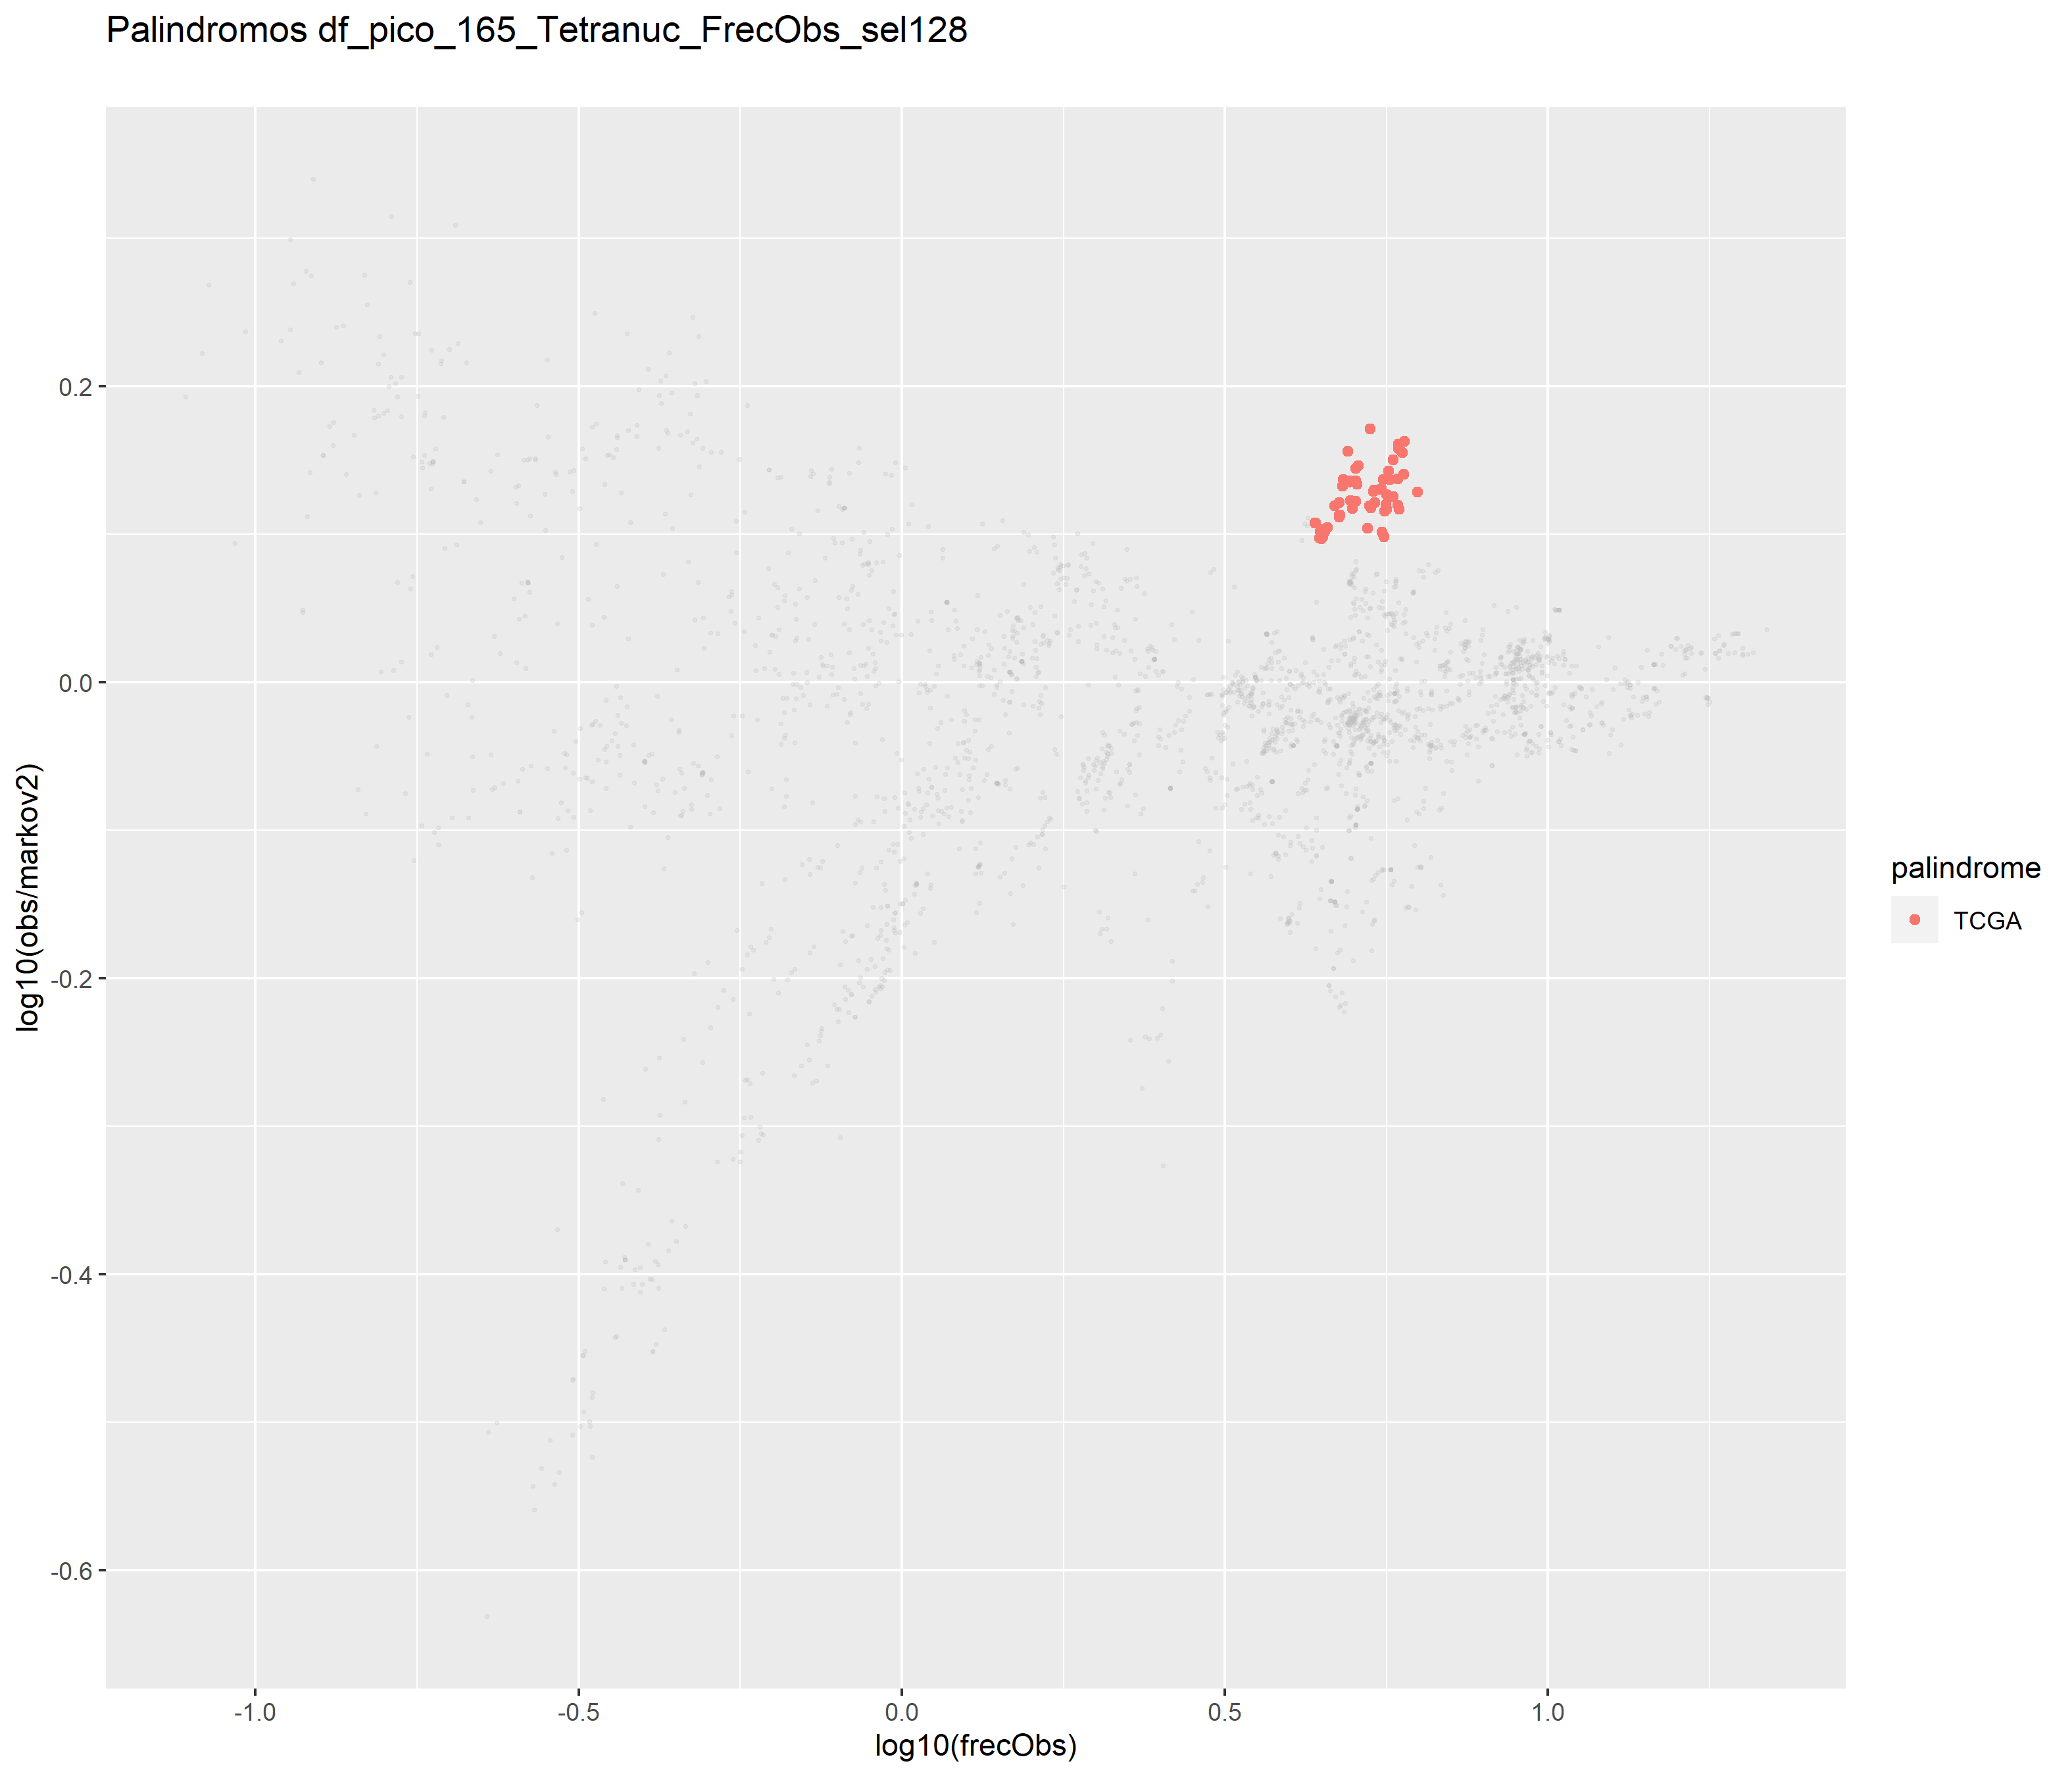 Palindromos df_pico_165_Tetranuc_FrecObs_sel128
log10(obs/markov2)
0.2
0.0
-0.2
-0.4
-0.6
-1.0
-0.5
0.0
0.5
1.0
log10(frecObs)
palindrome
TCGA